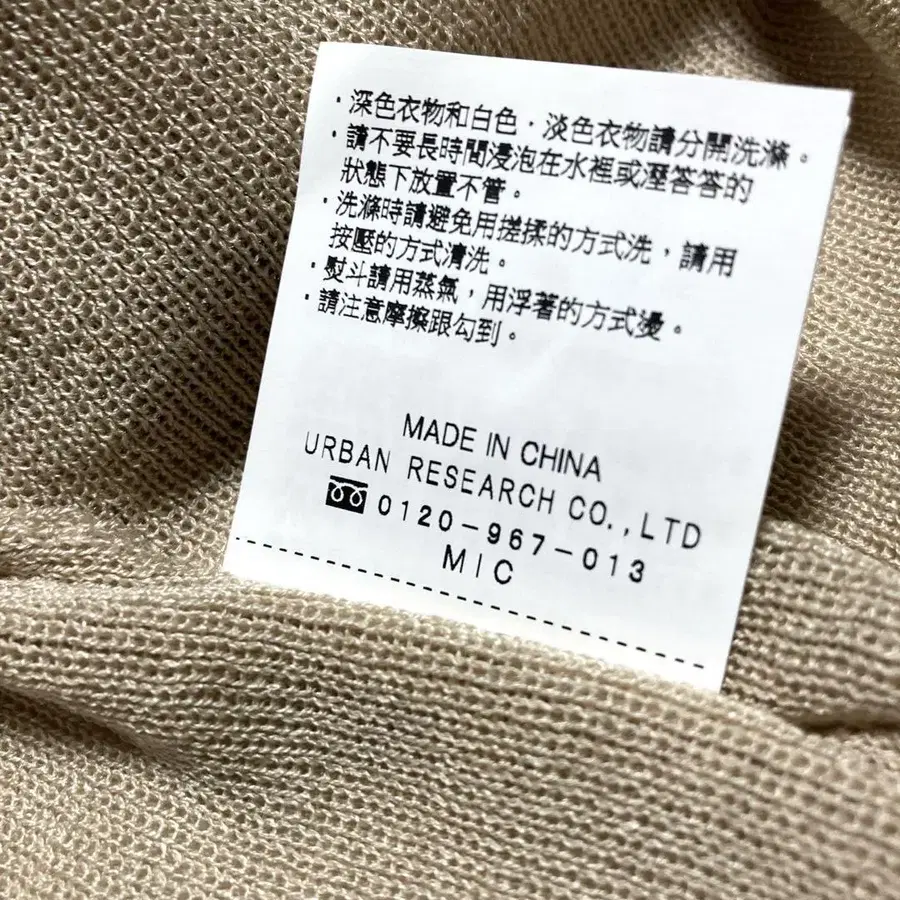 ・深色衣物和白色．淡色衣物請分開洗滌。
・請不要長時間浸泡在水裡或溼答答的
狀態下放置不管。
・洗滌時請避免用搓揉的方式洗，請用
按壓的方式清洗。
・熨斗請用蒸氣，用浮著的方式燙。
・請注意摩擦跟勾到。
MADE IN CHINA
URBAN RESEARCH CO.,LTD
0120-967-013
MIC